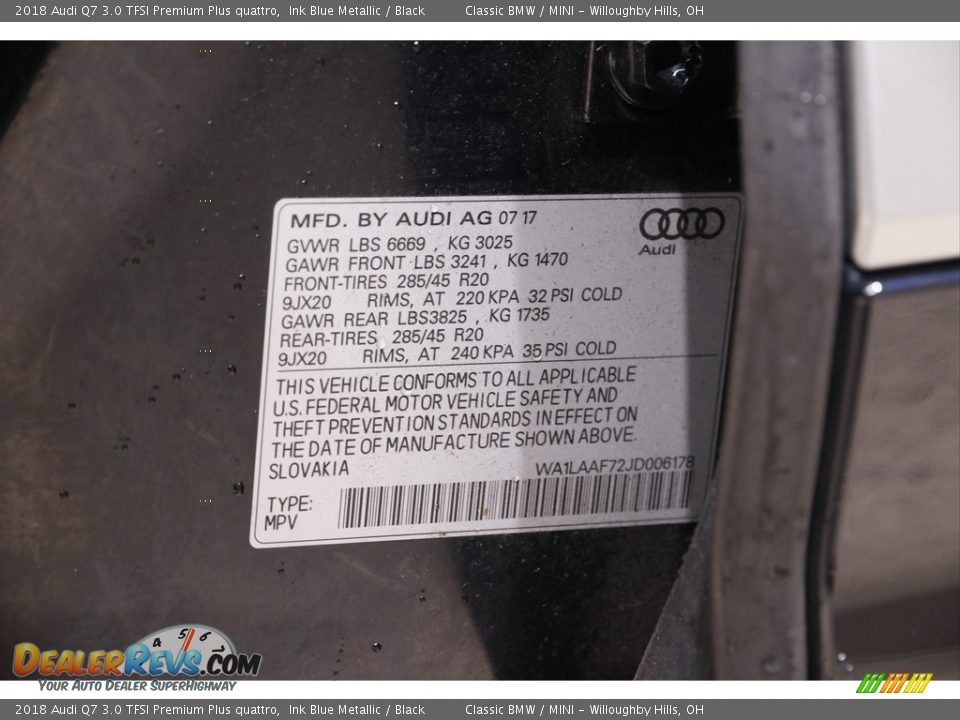 2018 Audi Q7 3.0 TFSI Premium Plus quattro, Ink Blue Metallic / Black Classic BMW / MINI - Willoughby Hills, OH
MFD. BY AUDI AG 07 17
GVWR LBS 6669 , KG 3025
GAWR FRONT LBS 3241 , KG 1470
FRONT-TIRES 285/45 R20
9JX20 RIMS, AT 220 KPA 32 PSI COLD
GAWR REAR LBS3825 , KG 1735
REAR-TIRES 285/45 R20
9JX20 RIMS, AT 240 KPA 35 PSI COLD
Audi
THIS VEHICLE CONFORMS TO ALL APPLICABLE
U.S. FEDERAL MOTOR VEHICLE SAFETY AND
THEFT PREVENTION STANDARDS IN EFFECT ON
THE DATE OF MANUFACTURE SHOWN ABOVE.
SLOVAKIA WA1LAAF72JD006178
TYPE:
MPV
4 5 6
DEALERREVS.COM
YOUR AUTO DEALER SUPERHIGHWAY
2018 Audi Q7 3.0 TFSI Premium Plus quattro, Ink Blue Metallic / Black Classic BMW / MINI - Willoughby Hills, OH